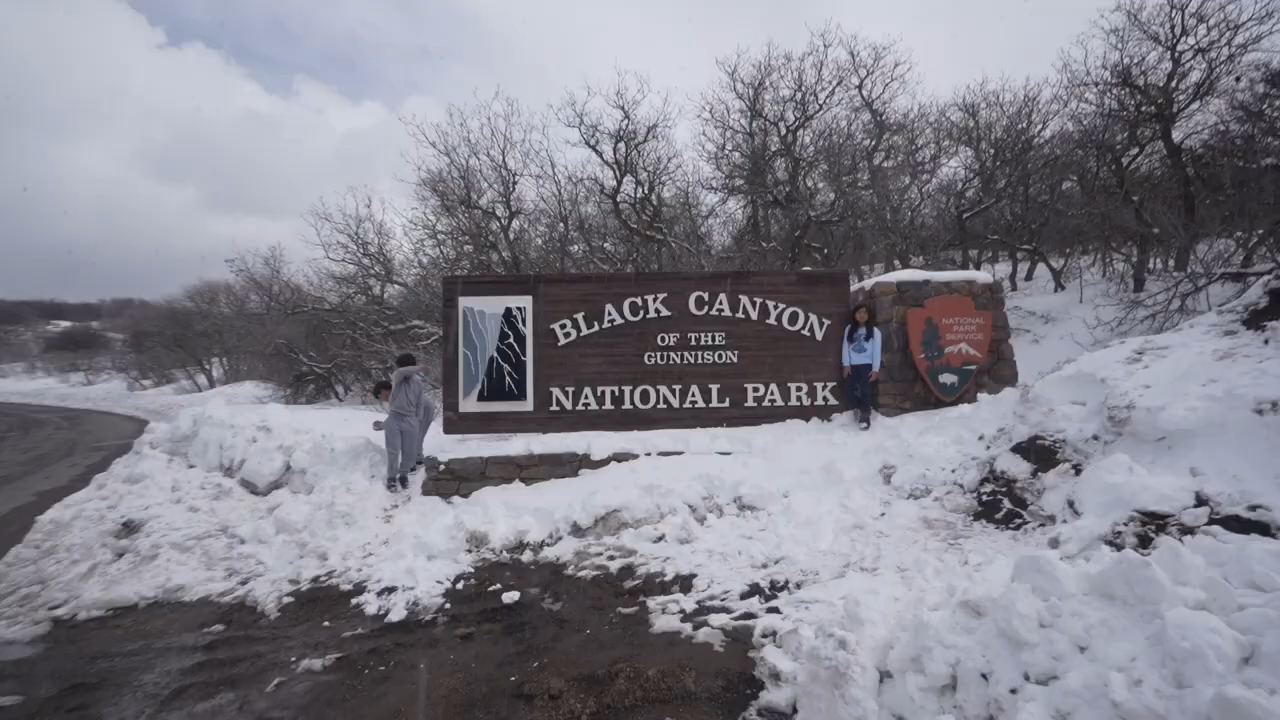 BLACK CANYON
OF THE
GUNNISON
NATIONAL PARK
NATIONAL
PARK
SERVICE